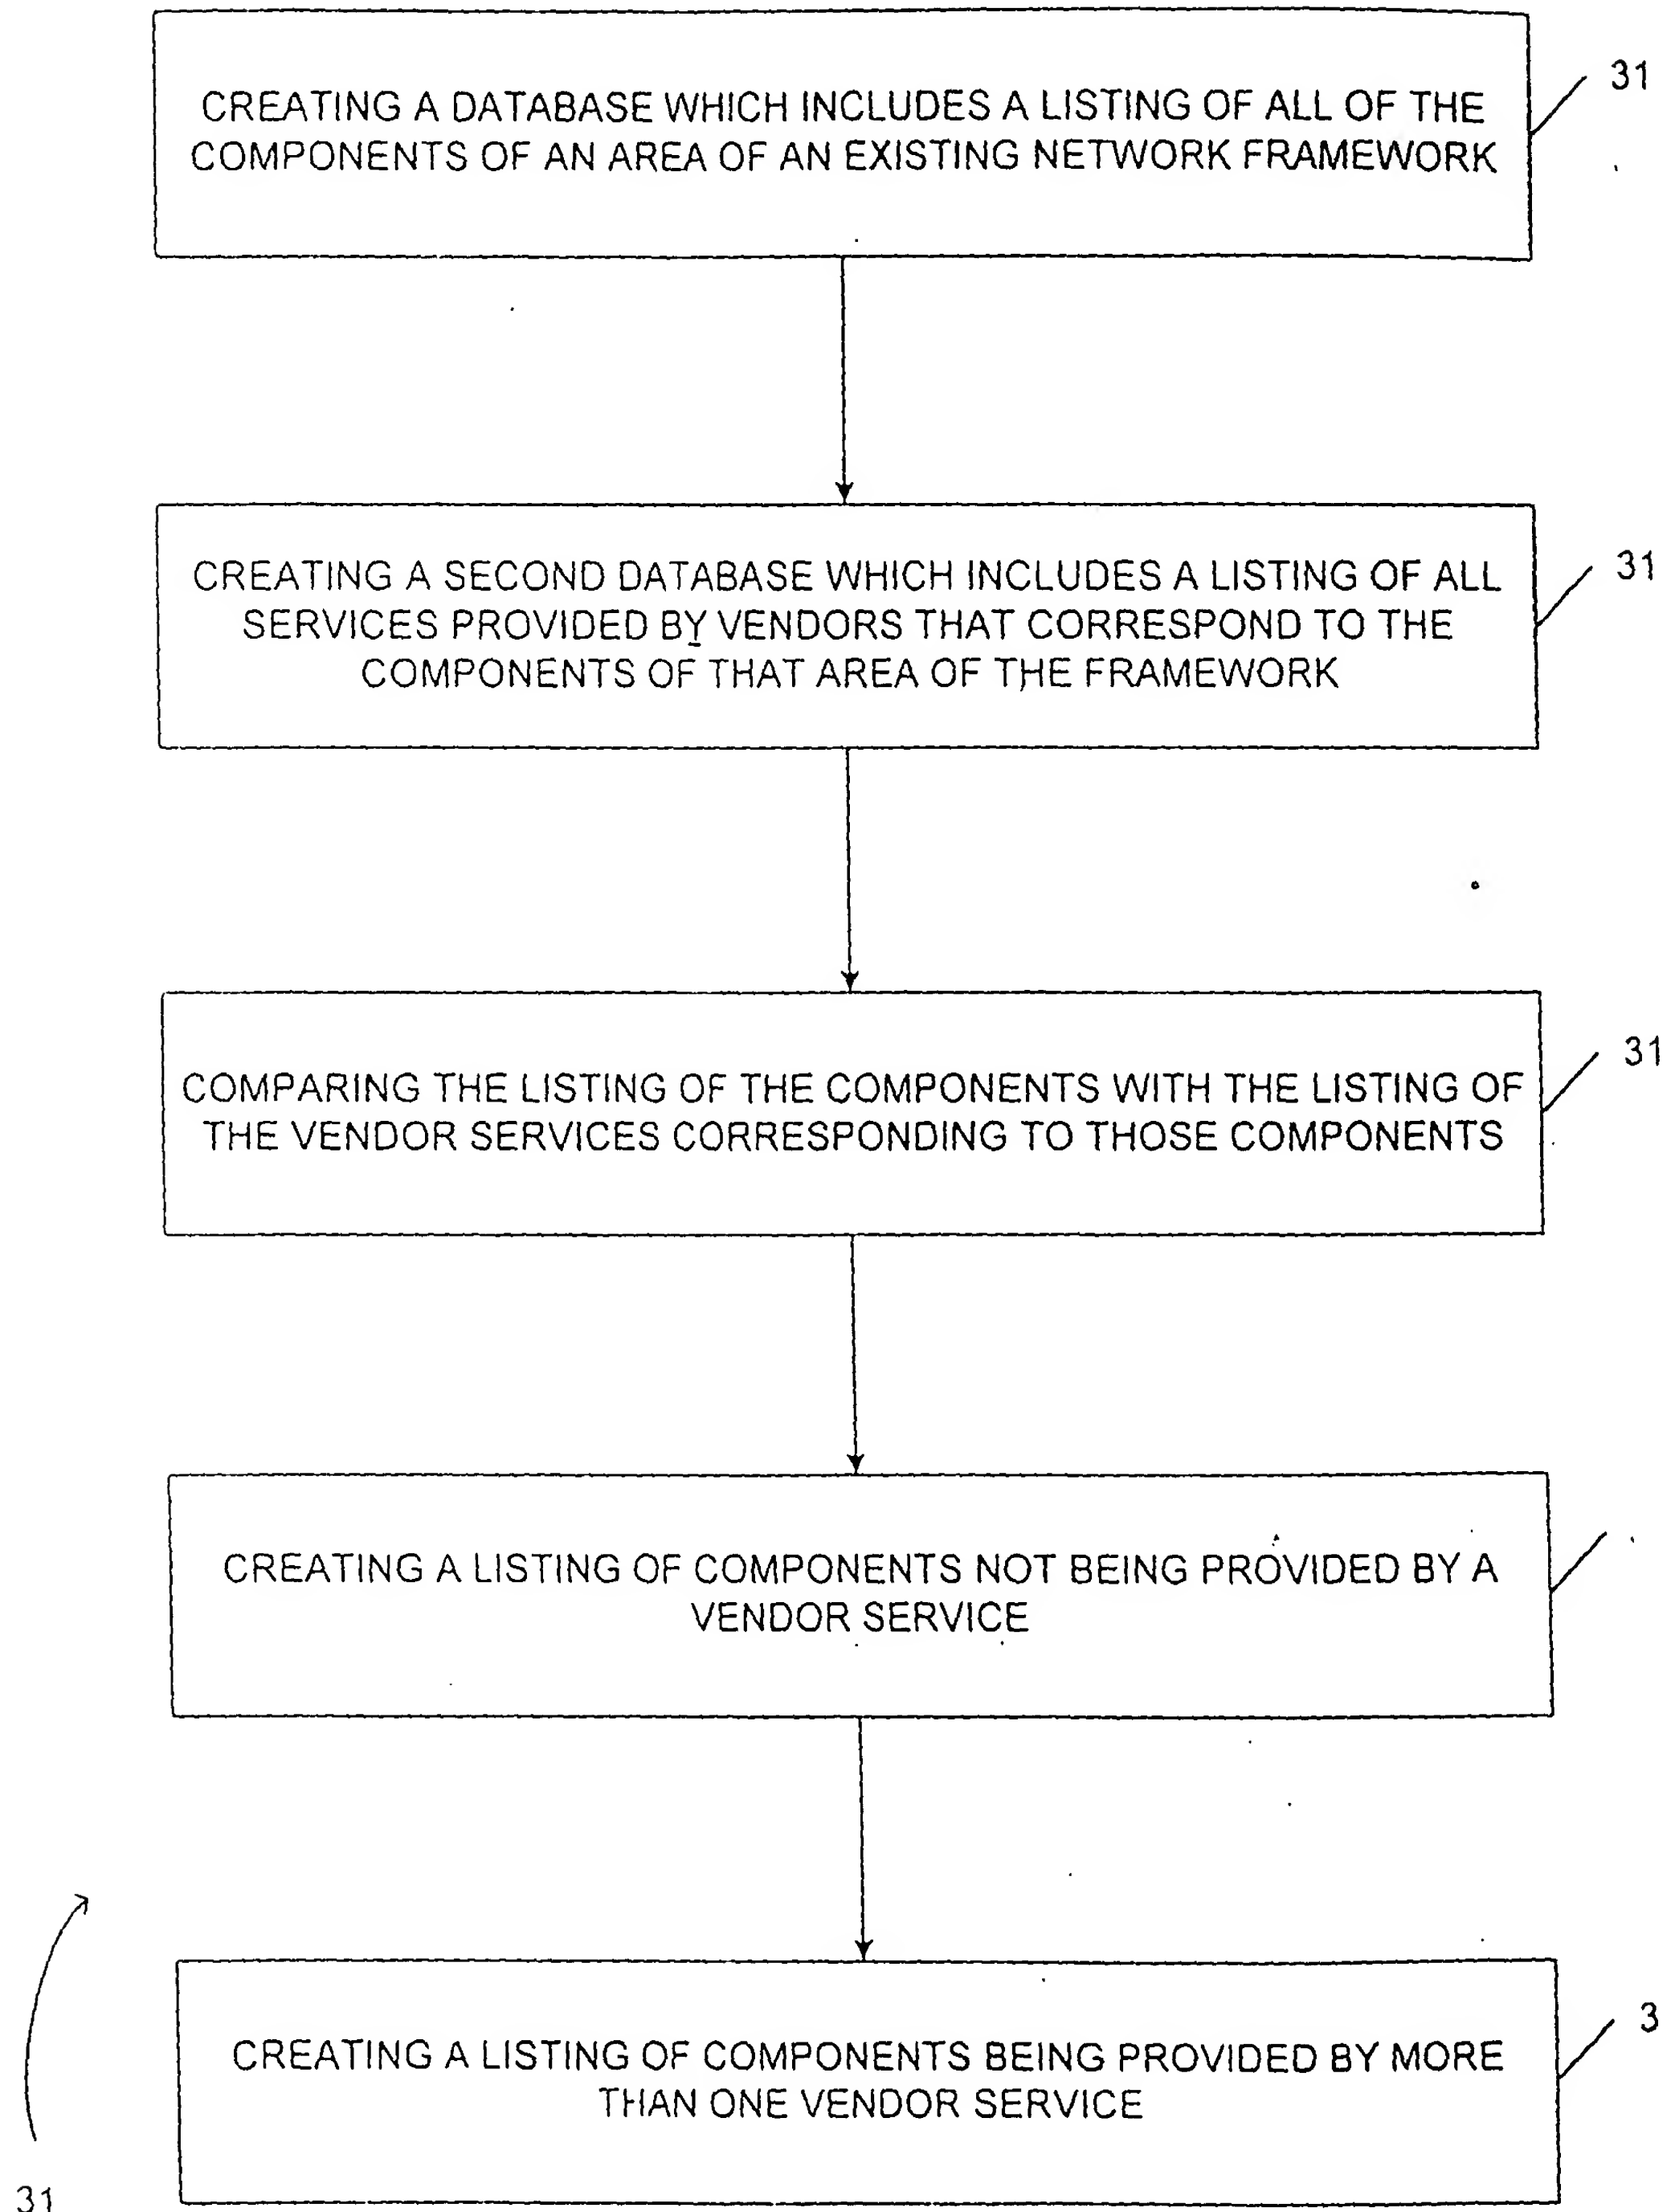 CREATING A DATABASE WHICH INCLUDES A LISTING OF ALL OF THE
COMPONENTS OF AN AREA OF AN EXISTING NETWORK FRAMEWORK
31
CREATING A SECOND DATABASE WHICH INCLUDES A LISTING OF ALL
SERVICES PROVIDED BY VENDORS THAT CORRESPOND TO THE
COMPONENTS OF THAT AREA OF THE FRAMEWORK
31
COMPARING THE LISTING OF THE COMPONENTS WITH THE LISTING OF
THE VENDOR SERVICES CORRESPONDING TO THOSE COMPONENTS
31
CREATING A LISTING OF COMPONENTS NOT BEING PROVIDED BY A
VENDOR SERVICE
CREATING A LISTING OF COMPONENTS BEING PROVIDED BY MORE
THAN ONE VENDOR SERVICE
3
31